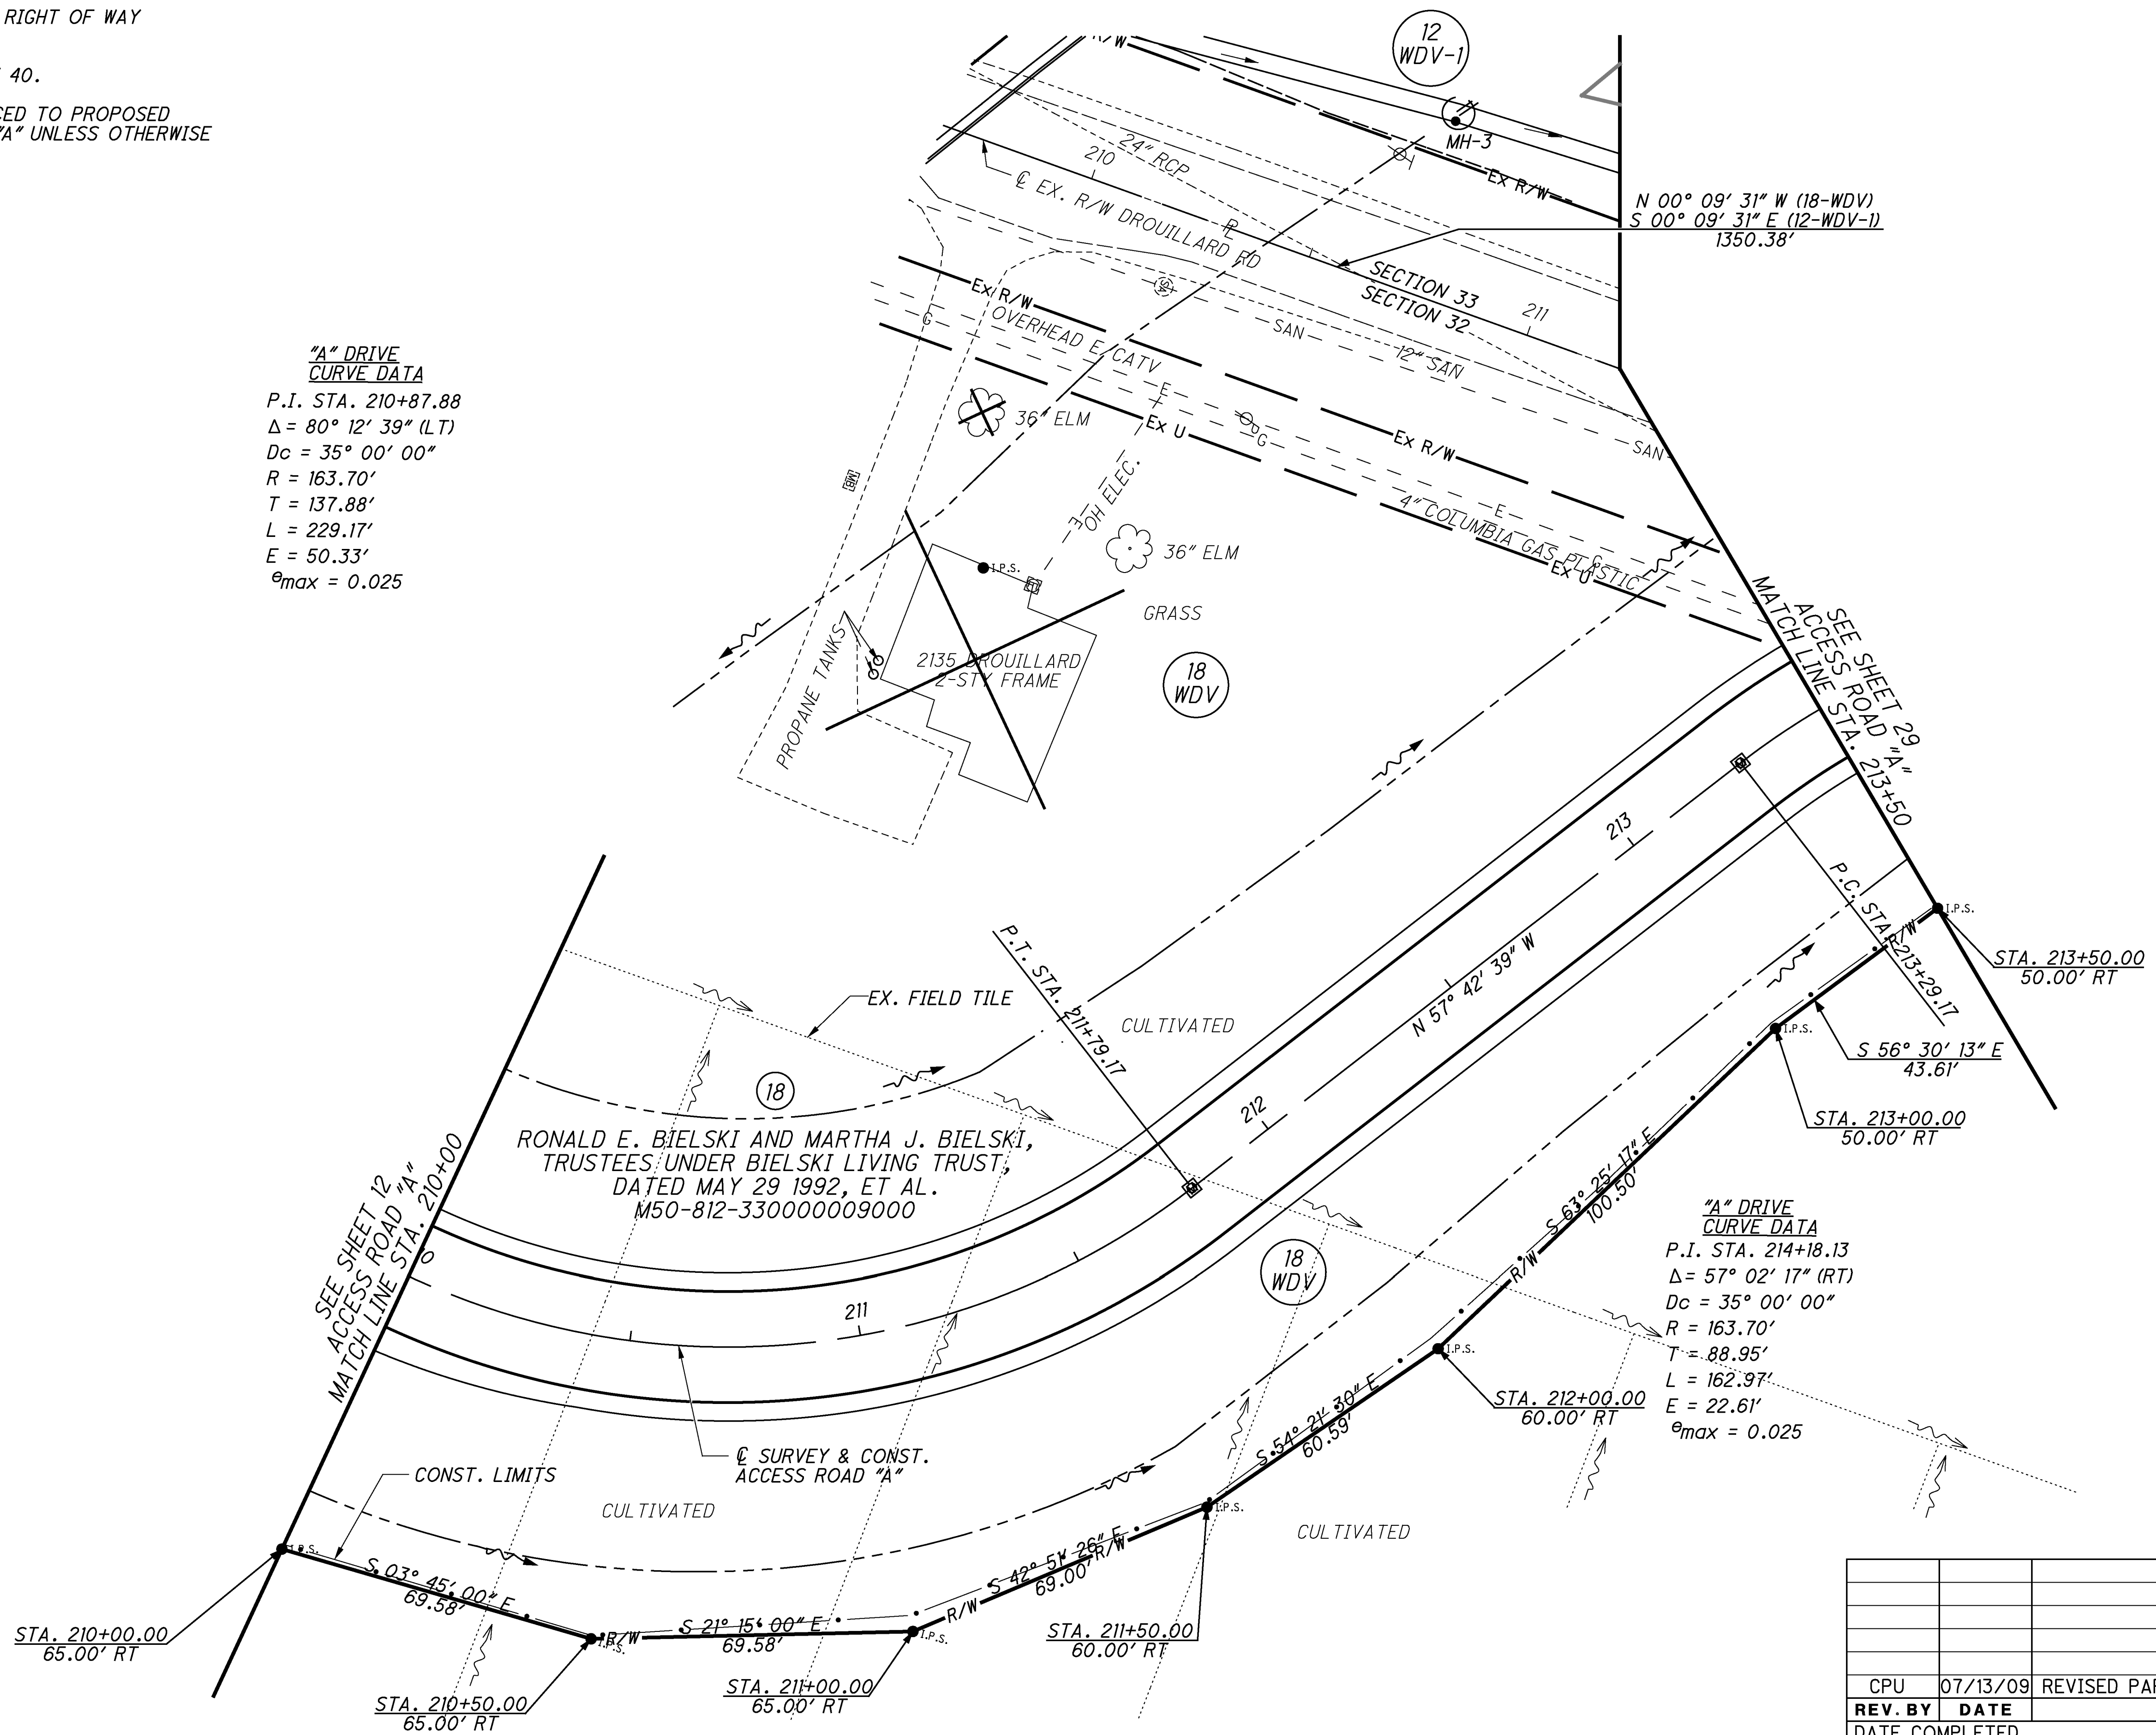 RIGHT OF WAY
40.
CED TO PROPOSED
"A" UNLESS OTHERWISE
12
WDV-1
MH-3
R/W
24" RCP
210
℄ EX. R/W DROUILLARD RD
Ex R/W
N 00° 09' 31" W (18-WDV)
S 00° 09' 31" E (12-WDV-1)
1350.38'
SECTION 33
SECTION 32
211
SAN
12" SAN
SAN
Ex R/W
OVERHEAD E/CATV
G
E
36" ELM
Ex U
G
Ex R/W
E
OH ELEC.
E
4" COLUMBIA GAS PLASTIC
G
Ex U
MB
36" ELM
I.P.S.
GRASS
PROPANE TANKS
2135 DROUILLARD
2-STY FRAME
18
WDV
"A" DRIVE
CURVE DATA
P.I. STA. 210+87.88
Δ = 80° 12' 39" (LT)
Dc = 35° 00' 00"
R = 163.70'
T = 137.88'
L = 229.17'
E = 50.33'
emax = 0.025
SEE SHEET 29
ACCESS ROAD "A"
MATCH LINE STA. 213+50
213
P.C. STA. 213+29.17
R/W
I.P.S.
STA. 213+50.00
50.00' RT
P.T. STA. 211+79.17
N 57° 42' 39" W
EX. FIELD TILE
CULTIVATED
I.P.S.
S 56° 30' 13" E
43.61'
STA. 213+00.00
50.00' RT
18
RONALD E. BIELSKI AND MARTHA J. BIELSKI,
TRUSTEES UNDER BIELSKI LIVING TRUST,
DATED MAY 29 1992, ET AL.
M50-812-330000009000
212
S 63° 25' 17" E
100.50'
R/W
18
WDV
"A" DRIVE
CURVE DATA
P.I. STA. 214+18.13
Δ = 57° 02' 17" (RT)
Dc = 35° 00' 00"
R = 163.70'
T = 88.95'
L = 162.97'
E = 22.61'
emax = 0.025
SEE SHEET 12
ACCESS ROAD "A"
MATCH LINE STA. 210+00
0
211
I.P.S.
STA. 212+00.00
60.00' RT
S 54° 21' 30" E
60.59'
℄ SURVEY & CONST.
ACCESS ROAD "A"
CONST. LIMITS
CULTIVATED
I.P.S.
CULTIVATED
I.P.S.
S 03° 45' 00" E
69.58'
S 42° 51' 26" E
69.00'
R/W
R/W
S 21° 15' 00" E
69.58'
R/W
I.P.S.
I.P.S.
STA. 210+00.00
65.00' RT
STA. 211+50.00
60.00' RT
STA. 210+50.00
65.00' RT
STA. 211+00.00
65.00' RT
CPU 07/13/09 REVISED PAR
REV. BY DATE
DATE COMPLETED